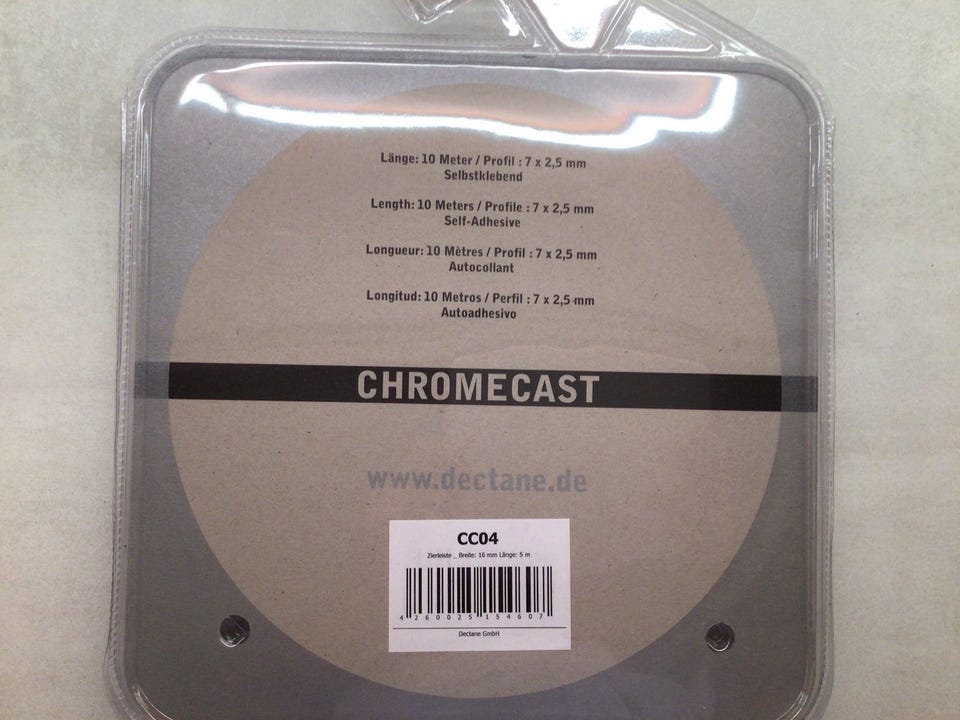 Länge: 10 Meter / Profil : 7 x 2,5 mm
Selbstklebend
Length: 10 Meters / Profile : 7 x 2,5 mm
Self-Adhesive
Longueur: 10 Mètres / Profil : 7 x 2,5 mm
Autocollant
Longitud: 10 Metros / Perfil : 7 x 2,5 mm
Autoadhesivo
CHROMECAST
www.dectane.de
CC04
Zierleiste _ Breite: 16 mm Länge: 5 m
4 260025 154607
Dectane GmbH